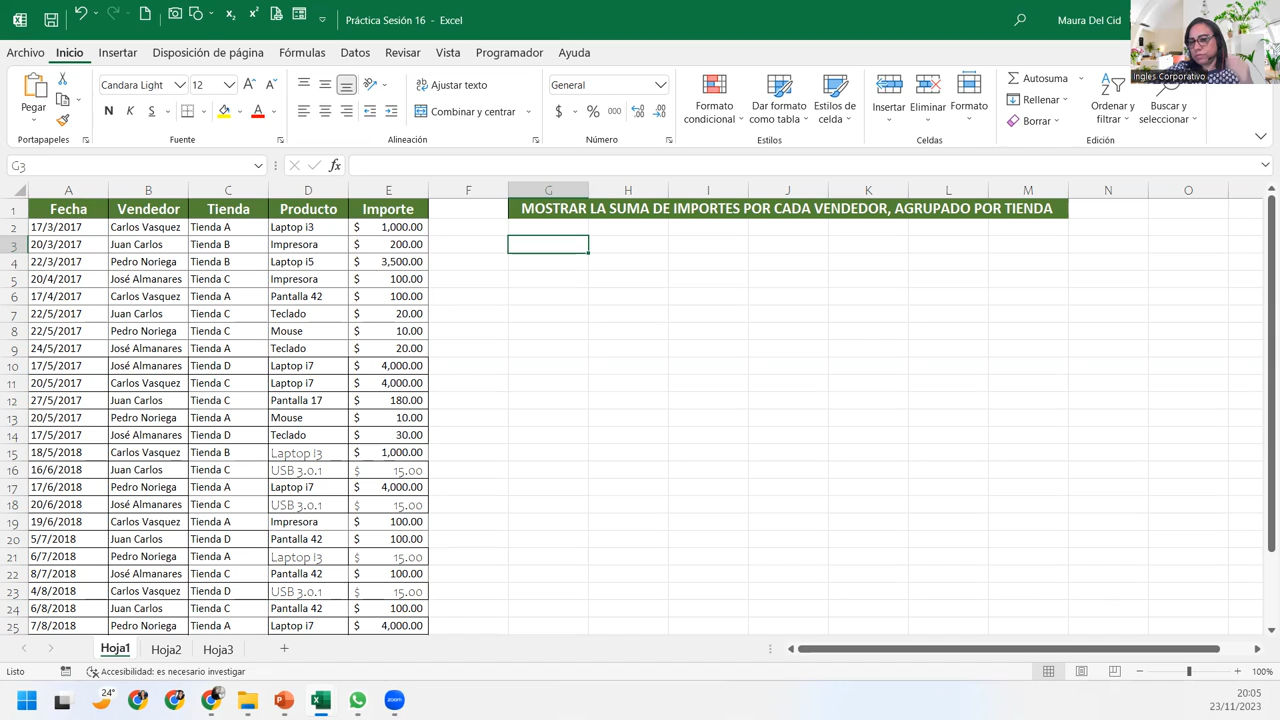 Práctica Sesión 16 - Excel
Maura Del Cid
Archivo Inicio Insertar Disposición de página Fórmulas Datos Revisar Vista Programador Ayuda
Ingles Corporativo
Pegar
Portapapeles
Candara Light 12
N K S
Fuente
Ajustar texto
Combinar y centrar
Alineación
General
$ % 000
Número
Formato condicional
Dar formato como tabla
Estilos de celda
Estilos
Insertar
Eliminar
Formato
Celdas
Autosuma
Rellenar
Borrar
Ordenar y filtrar
Buscar y seleccionar
Edición
G3
fx
A B C D E F G H I J K L M N O
1 Fecha Vendedor Tienda Producto Importe MOSTRAR LA SUMA DE IMPORTES POR CADA VENDEDOR, AGRUPADO POR TIENDA
2 17/3/2017 Carlos Vasquez Tienda A Laptop i3 $ 1,000.00
3 20/3/2017 Juan Carlos Tienda B Impresora $ 200.00
4 22/3/2017 Pedro Noriega Tienda B Laptop i5 $ 3,500.00
5 20/4/2017 José Almanares Tienda C Impresora $ 100.00
6 17/4/2017 Carlos Vasquez Tienda A Pantalla 42 $ 100.00
7 22/5/2017 Juan Carlos Tienda C Teclado $ 20.00
8 22/5/2017 Pedro Noriega Tienda C Mouse $ 10.00
9 24/5/2017 José Almanares Tienda A Teclado $ 20.00
10 17/5/2017 José Almanares Tienda D Laptop i7 $ 4,000.00
11 20/5/2017 Carlos Vasquez Tienda C Laptop i7 $ 4,000.00
12 27/5/2017 Juan Carlos Tienda C Pantalla 17 $ 180.00
13 20/5/2017 Pedro Noriega Tienda A Mouse $ 10.00
14 17/5/2017 José Almanares Tienda D Teclado $ 30.00
15 18/5/2018 Carlos Vasquez Tienda B Laptop i3 $ 1,000.00
16 16/6/2018 Juan Carlos Tienda C USB 3.0.1 $ 15.00
17 17/6/2018 Pedro Noriega Tienda A Laptop i7 $ 4,000.00
18 20/6/2018 José Almanares Tienda C USB 3.0.1 $ 15.00
19 19/6/2018 Carlos Vasquez Tienda A Impresora $ 100.00
20 5/7/2018 Juan Carlos Tienda D Pantalla 42 $ 100.00
21 6/7/2018 Pedro Noriega Tienda A Laptop i3 $ 15.00
22 8/7/2018 José Almanares Tienda C Pantalla 42 $ 100.00
23 4/8/2018 Carlos Vasquez Tienda D USB 3.0.1 $ 15.00
24 6/8/2018 Juan Carlos Tienda C Pantalla 42 $ 100.00
25 7/8/2018 Pedro Noriega Tienda A Laptop i7 $ 4,000.00
Hoja1 Hoja2 Hoja3
Listo Accesibilidad: es necesario investigar 100%
24°
zoom
20:05
23/11/2023